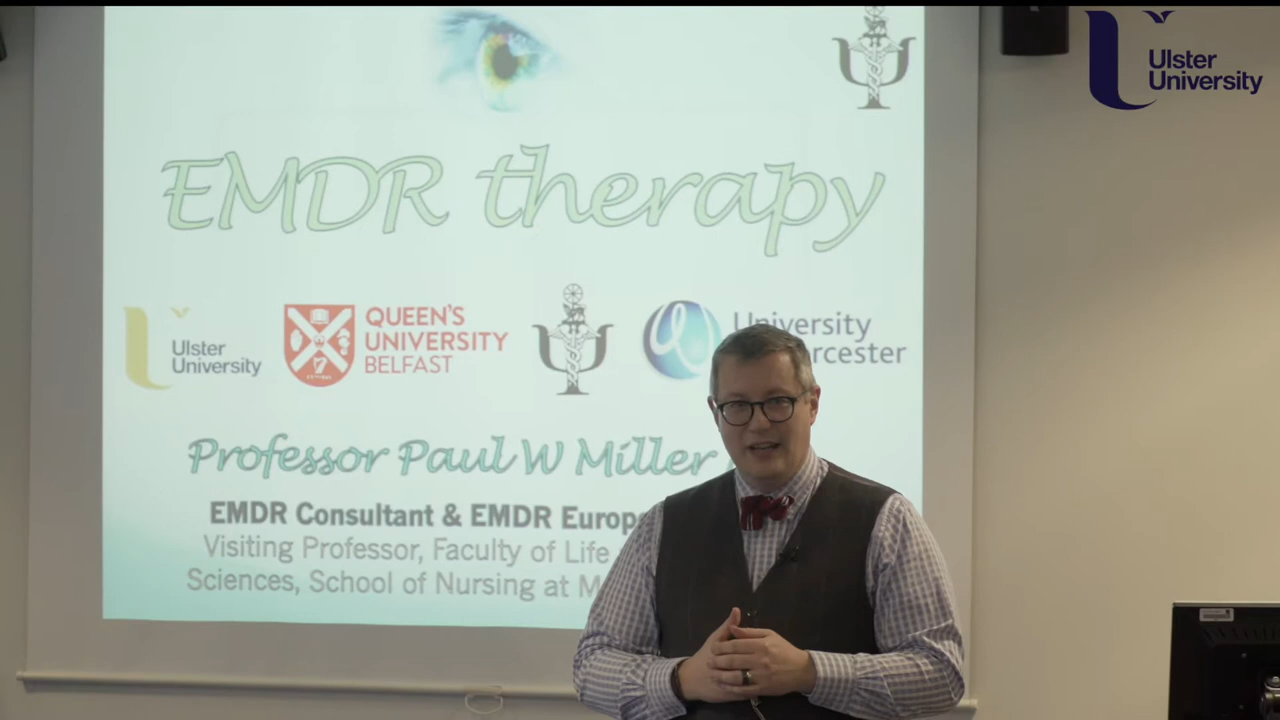 Ulster
University
EMDR therapy
Ulster
University
QUEEN'S
UNIVERSITY
BELFAST
University
Professor Paul W Miller
EMDR Consultant & EMDR
Visiting Professor, Faculty of Life
Sciences, School of Nursing at